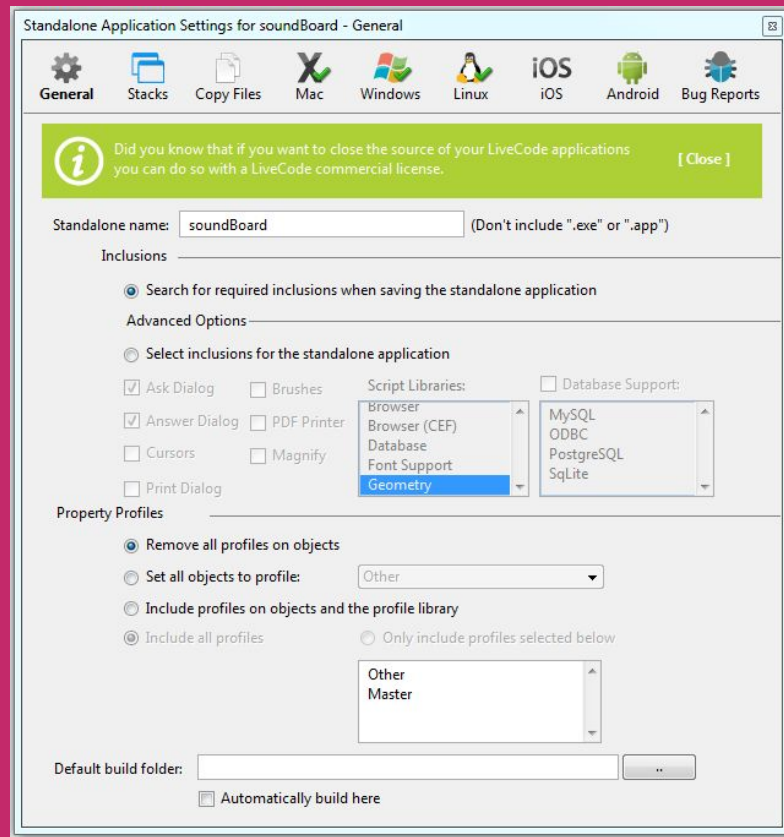 Standalone Application Settings for soundBoard - General
General Stacks Copy Files Mac Windows Linux iOS iOS Android Bug Reports
Did you know that if you want to close the source of your LiveCode applications
you can do so with a LiveCode commercial license.
[ Close ]
Standalone name: soundBoard (Don't include ".exe" or ".app")
Inclusions
Search for required inclusions when saving the standalone application
Advanced Options
Select inclusions for the standalone application
Ask Dialog Brushes Script Libraries: Database Support:
Answer Dialog PDF Printer
Cursors Magnify
Print Dialog
Browser
Browser (CEF)
Database
Font Support
Geometry
MySQL
ODBC
PostgreSQL
SqLite
Property Profiles
Remove all profiles on objects
Set all objects to profile: Other
Include profiles on objects and the profile library
Include all profiles Only include profiles selected below
Other
Master
Default build folder: ..
Automatically build here